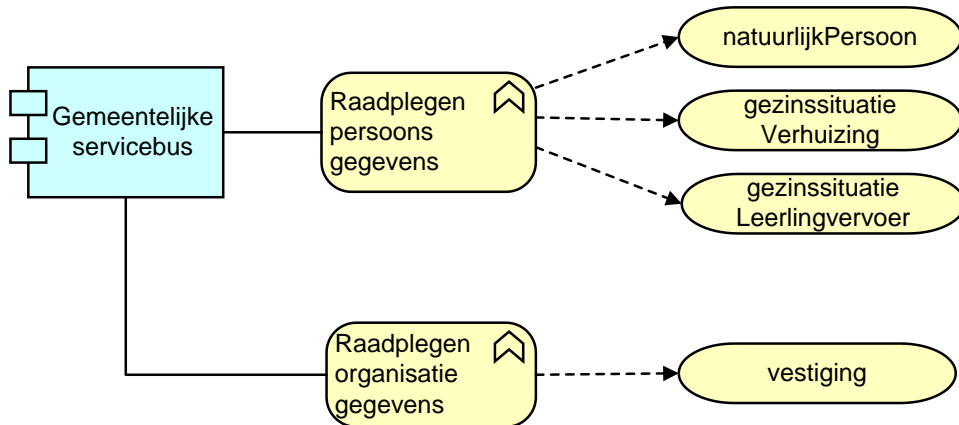 natuurlijkPersoon
Gemeentelijke
servicebus
Raadplegen
persoons
gegevens
gezinssituatie
Verhuizing
gezinssituatie
Leerlingvervoer
Raadplegen
organisatie
gegevens
vestiging